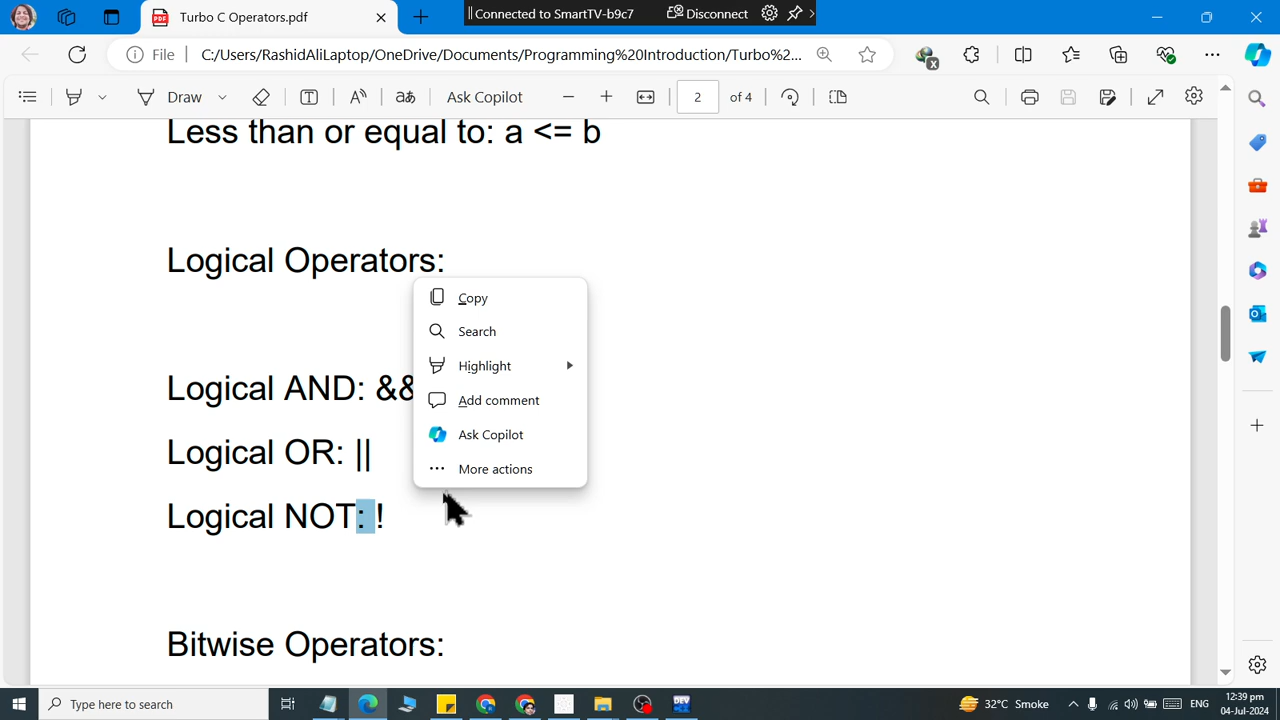 Turbo C Operators.pdf
Connected to SmartTV-b9c7
Disconnect
File
C:/Users/RashidAliLaptop/OneDrive/Documents/Programming%20Introduction/Turbo%2...
Draw
Ask Copilot
2
of 4
Less than or equal to: a <= b
Logical Operators:
Logical AND: &&
Logical OR: ||
Logical NOT: !
Bitwise Operators:
Copy
Search
Highlight
Add comment
Ask Copilot
More actions
Type here to search
DEV
32°C Smoke
ENG
12:39 pm
04-Jul-2024